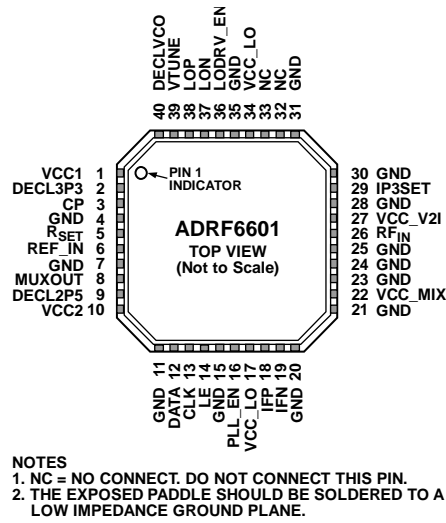 40 DECLVCO
39 VTUNE
38 LOP
37 LON
36 LODRV_EN
35 GND
34 VCC_LO
33 NC
32 NC
31 GND
VCC1 1
DECL3P3 2
CP 3
GND 4
RSET 5
REF_IN 6
GND 7
MUXOUT 8
DECL2P5 9
VCC2 10
PIN 1
INDICATOR
ADRF6601
TOP VIEW
(Not to Scale)
30 GND
29 IP3SET
28 GND
27 VCC_V2I
26 RFIN
25 GND
24 GND
23 GND
22 VCC_MIX
21 GND
GND 11
DATA 12
CLK 13
LE 14
GND 15
PLL_EN 16
VCC_LO 17
IFP 18
IFN 19
GND 20
NOTES
1. NC = NO CONNECT. DO NOT CONNECT THIS PIN.
2. THE EXPOSED PADDLE SHOULD BE SOLDERED TO A
LOW IMPEDANCE GROUND PLANE.